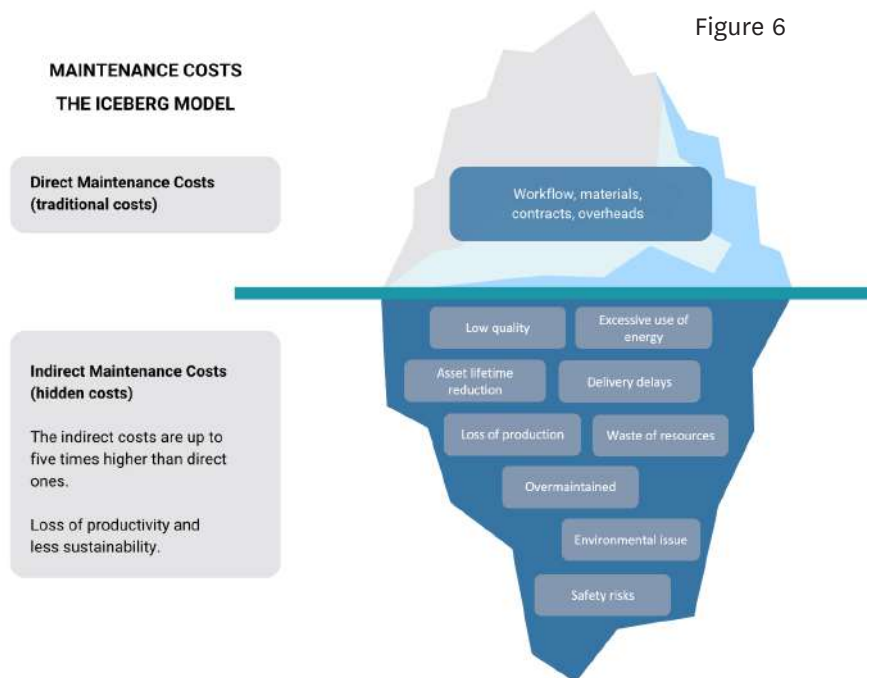 Figure 6
MAINTENANCE COSTS
THE ICEBERG MODEL
Direct Maintenance Costs
(traditional costs)
Workflow, materials,
contracts, overheads
Indirect Maintenance Costs
(hidden costs)
The indirect costs are up to
five times higher than direct
ones.
Loss of productivity and
less sustainability.
Low quality
Excessive use of
energy
Asset lifetime
reduction
Delivery delays
Loss of production
Waste of resources
Overmaintained
Environmental issue
Safety risks